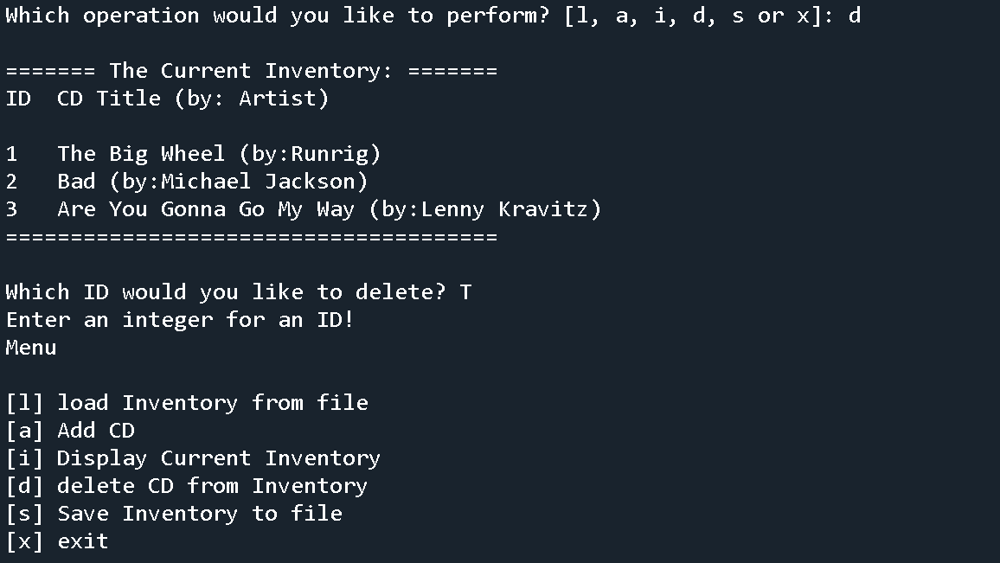 Which operation would you like to perform? [l, a, i, d, s or x]: d
======= The Current Inventory: =======
ID  CD Title (by: Artist)
1   The Big Wheel (by:Runrig)
2   Bad (by:Michael Jackson)
3   Are You Gonna Go My Way (by:Lenny Kravitz)
======================================
Which ID would you like to delete? T
Enter an integer for an ID!
Menu
[l] load Inventory from file
[a] Add CD
[i] Display Current Inventory
[d] delete CD from Inventory
[s] Save Inventory to file
[x] exit